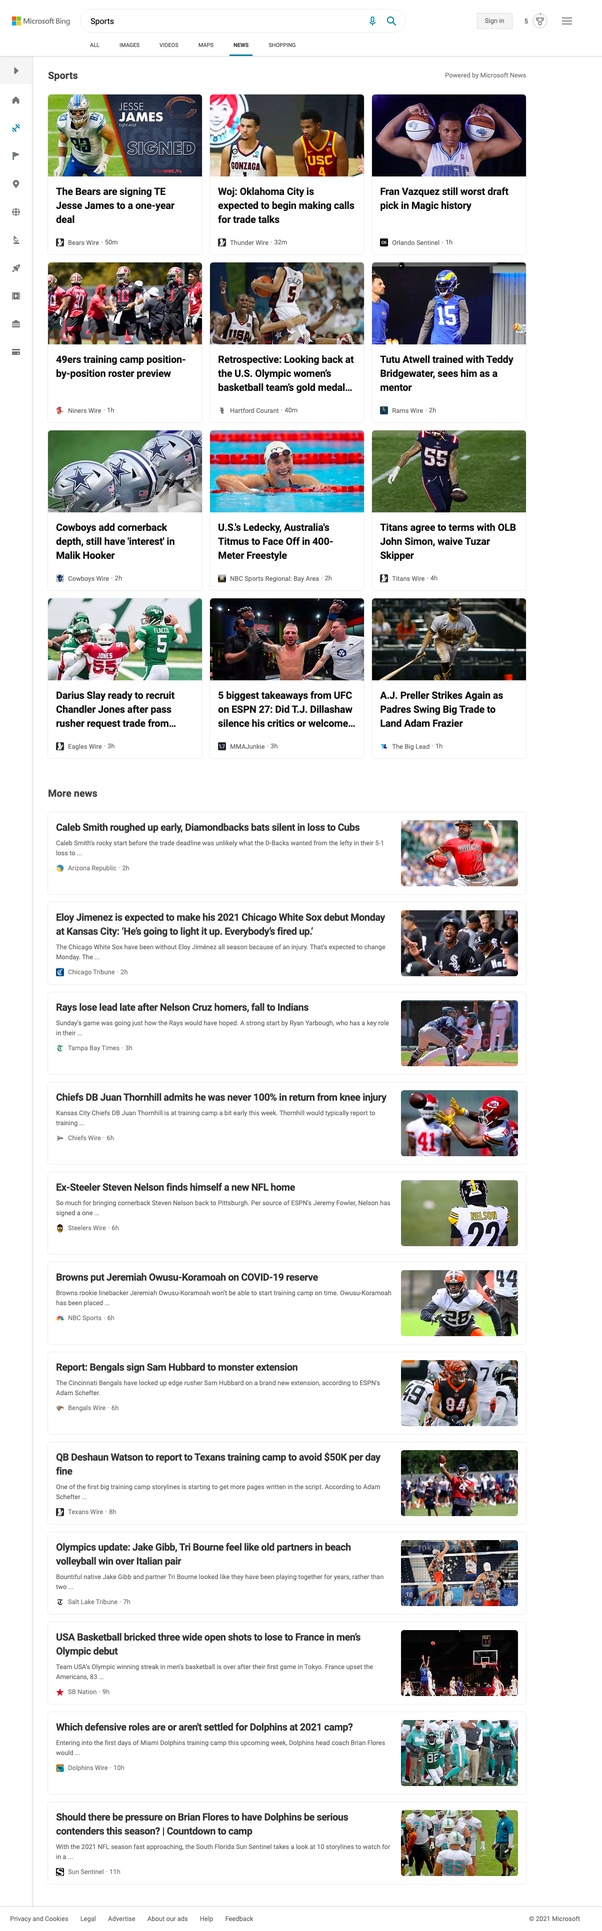 Microsoft Bing
Sports
Sign in
5
ALL IMAGES VIDEOS MAPS NEWS SHOPPING
Sports
Powered by Microsoft News
JESSE
JAMES
SIGNED
The Bears are signing TE
Jesse James to a one-year
deal
Bears Wire · 50m
GONZAGA
1
USC
4
Woj: Oklahoma City is
expected to begin making calls
for trade talks
Thunder Wire · 32m
Fran Vazquez still worst draft
pick in Magic history
Orlando Sentinel · 1h
10
49ers training camp position-
by-position roster preview
Niners Wire · 1h
5
USA
Retrospective: Looking back at
the U.S. Olympic women's
basketball team's gold medal...
Hartford Courant · 40m
15
Tutu Atwell trained with Teddy
Bridgewater, sees him as a
mentor
Rams Wire · 2h
Cowboys add cornerback
depth, still have 'interest' in
Malik Hooker
Cowboys Wire · 2h
U.S.'s Ledecky, Australia's
Titmus to Face Off in 400-
Meter Freestyle
NBC Sports Regional: Bay Area · 2h
55
Titans agree to terms with OLB
John Simon, waive Tuzar
Skipper
Titans Wire · 4h
JONES
55
FLACCO
5
Darius Slay ready to recruit
Chandler Jones after pass
rusher request trade from...
Eagles Wire · 3h
5 biggest takeaways from UFC
on ESPN 27: Did T.J. Dillashaw
silence his critics or welcome...
MMAJunkie · 3h
A.J. Preller Strikes Again as
Padres Swing Big Trade to
Land Adam Frazier
The Big Lead · 1h
More news
Caleb Smith roughed up early, Diamondbacks bats silent in loss to Cubs
Caleb Smith's rocky start before the trade deadline was unlikely what the D-Backs wanted from the lefty in their 5-1
loss to ...
Arizona Republic · 2h
Eloy Jimenez is expected to make his 2021 Chicago White Sox debut Monday
at Kansas City: 'He's going to light it up. Everybody's fired up.'
The Chicago White Sox have been without Eloy Jiménez all season because of an injury. That's expected to change
Monday. The ...
Chicago Tribune · 2h
Rays lose lead late after Nelson Cruz homers, fall to Indians
Sunday's game was going just how the Rays would have hoped. A strong start by Ryan Yarbough, who has a key role
in their ...
Tampa Bay Times · 3h
Chiefs DB Juan Thornhill admits he was never 100% in return from knee injury
Kansas City Chiefs DB Juan Thornhill is at training camp a bit early this week. Thornhill would typically report to
training ...
Chiefs Wire · 6h
41
Ex-Steeler Steven Nelson finds himself a new NFL home
So much for bringing cornerback Steven Nelson back to Pittsburgh. Per source of ESPN's Jeremy Fowler, Nelson has
signed a one ...
Steelers Wire · 6h
NELSON
22
Browns put Jeremiah Owusu-Koramoah on COVID-19 reserve
Browns rookie linebacker Jeremiah Owusu-Koramoah won't be able to start training camp on time. Owusu-Koramoah
has been placed ...
NBC Sports · 6h
44
28
Report: Bengals sign Sam Hubbard to monster extension
The Cincinnati Bengals have locked up edge rusher Sam Hubbard on a brand new extension, according to ESPN's
Adam Schefter.
Bengals Wire · 6h
94
QB Deshaun Watson to report to Texans training camp to avoid $50K per day
fine
One of the first big training camp storylines is starting to get more pages written in the script. According to Adam
Schefter ...
Texans Wire · 8h
Olympics update: Jake Gibb, Tri Bourne feel like old partners in beach
volleyball win over Italian pair
Bountiful native Jake Gibb and partner Tri Bourne looked like they have been playing together for years, rather than
two ...
Salt Lake Tribune · 7h
USA Basketball bricked three wide open shots to lose to France in men's
Olympic debut
Team USA's Olympic winning streak in men's basketball is over after their first game in Tokyo. France upset the
Americans, 83 ...
SB Nation · 9h
Which defensive roles are or aren't settled for Dolphins at 2021 camp?
Entering into the first days of Miami Dolphins training camp this upcoming week, Dolphins head coach Brian Flores
would ...
Dolphins Wire · 10h
Should there be pressure on Brian Flores to have Dolphins be serious
contenders this season? | Countdown to camp
With the 2021 NFL season fast approaching, the South Florida Sun Sentinel takes a look at 10 storylines to watch for
in a ...
Sun Sentinel · 11h
55
Privacy and Cookies Legal Advertise About our ads Help Feedback
© 2021 Microsoft